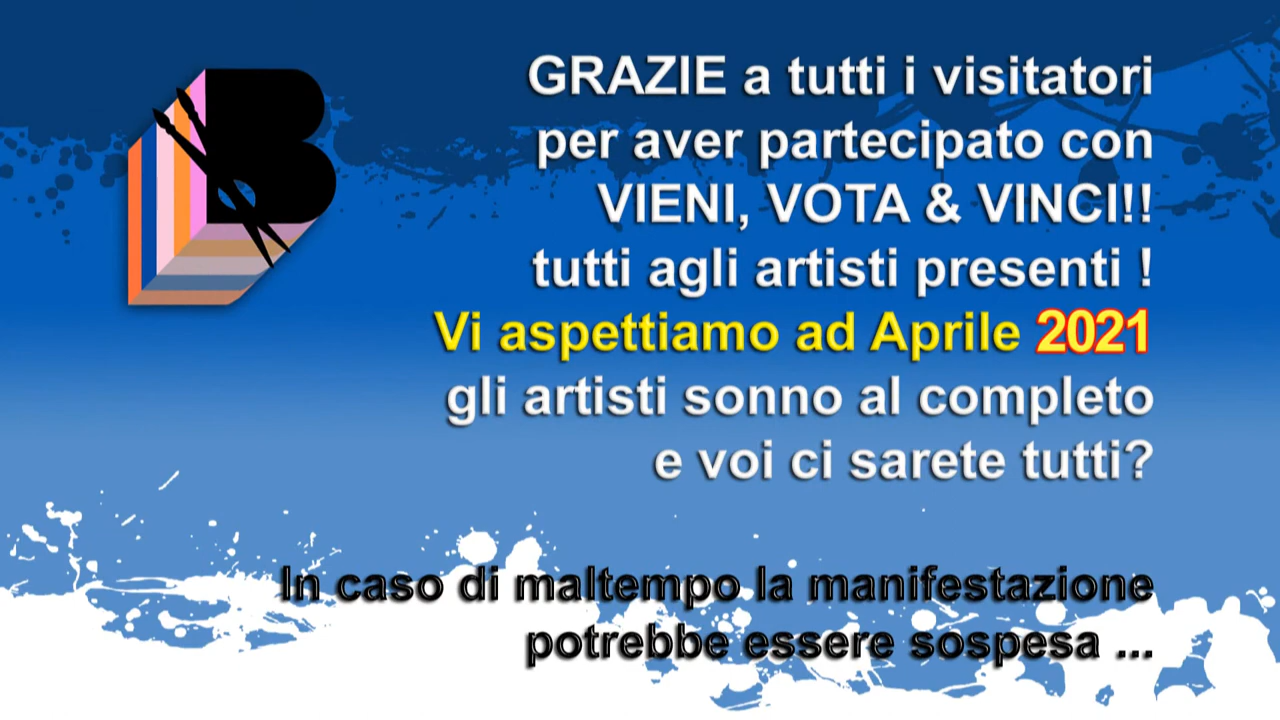 GRAZIE a tutti i visitatori
per aver partecipato con
VIENI, VOTA & VINCI!!
tutti agli artisti presenti !
Vi aspettiamo ad Aprile 2021
gli artisti sonno al completo
e voi ci sarete tutti?
In caso di maltempo la manifestazione
potrebbe essere sospesa ...